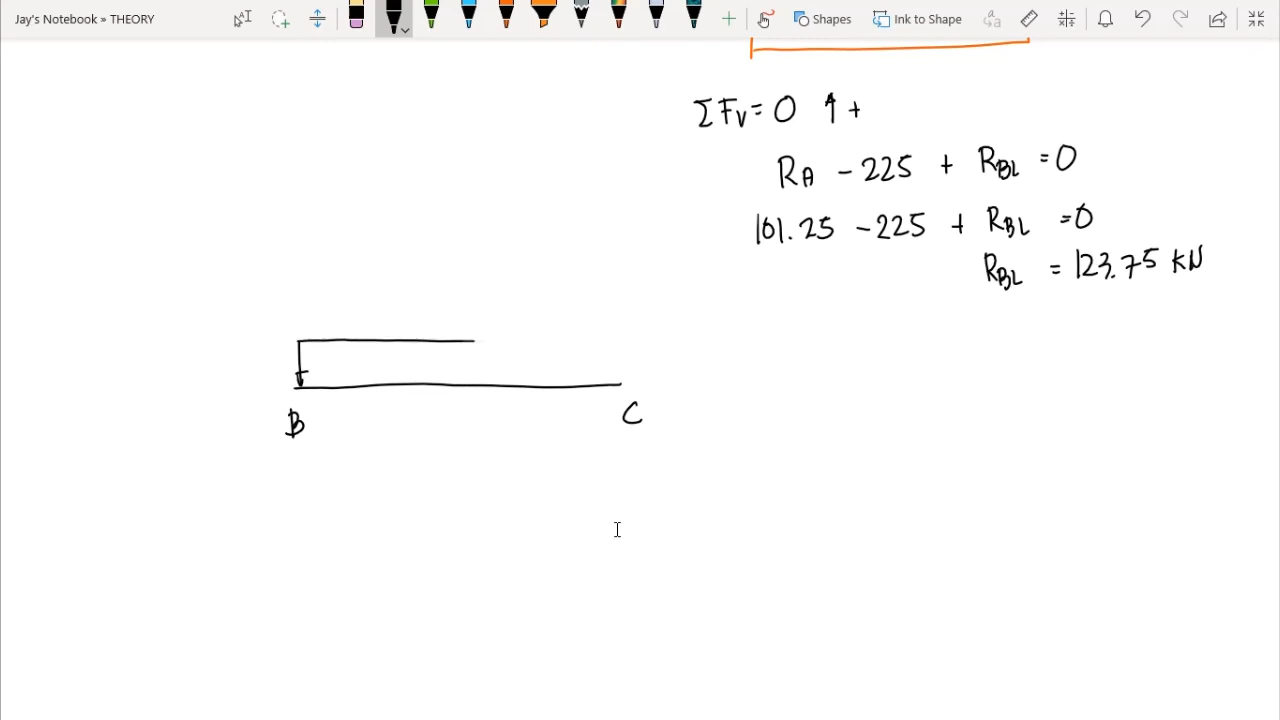 Jay's Notebook » THEORY
Shapes
Ink to Shape
ΣFv = 0 ↑ +
RA - 225 + RBL = 0
101.25 - 225 + RBL = 0
RBL = 123.75 KN
B
C